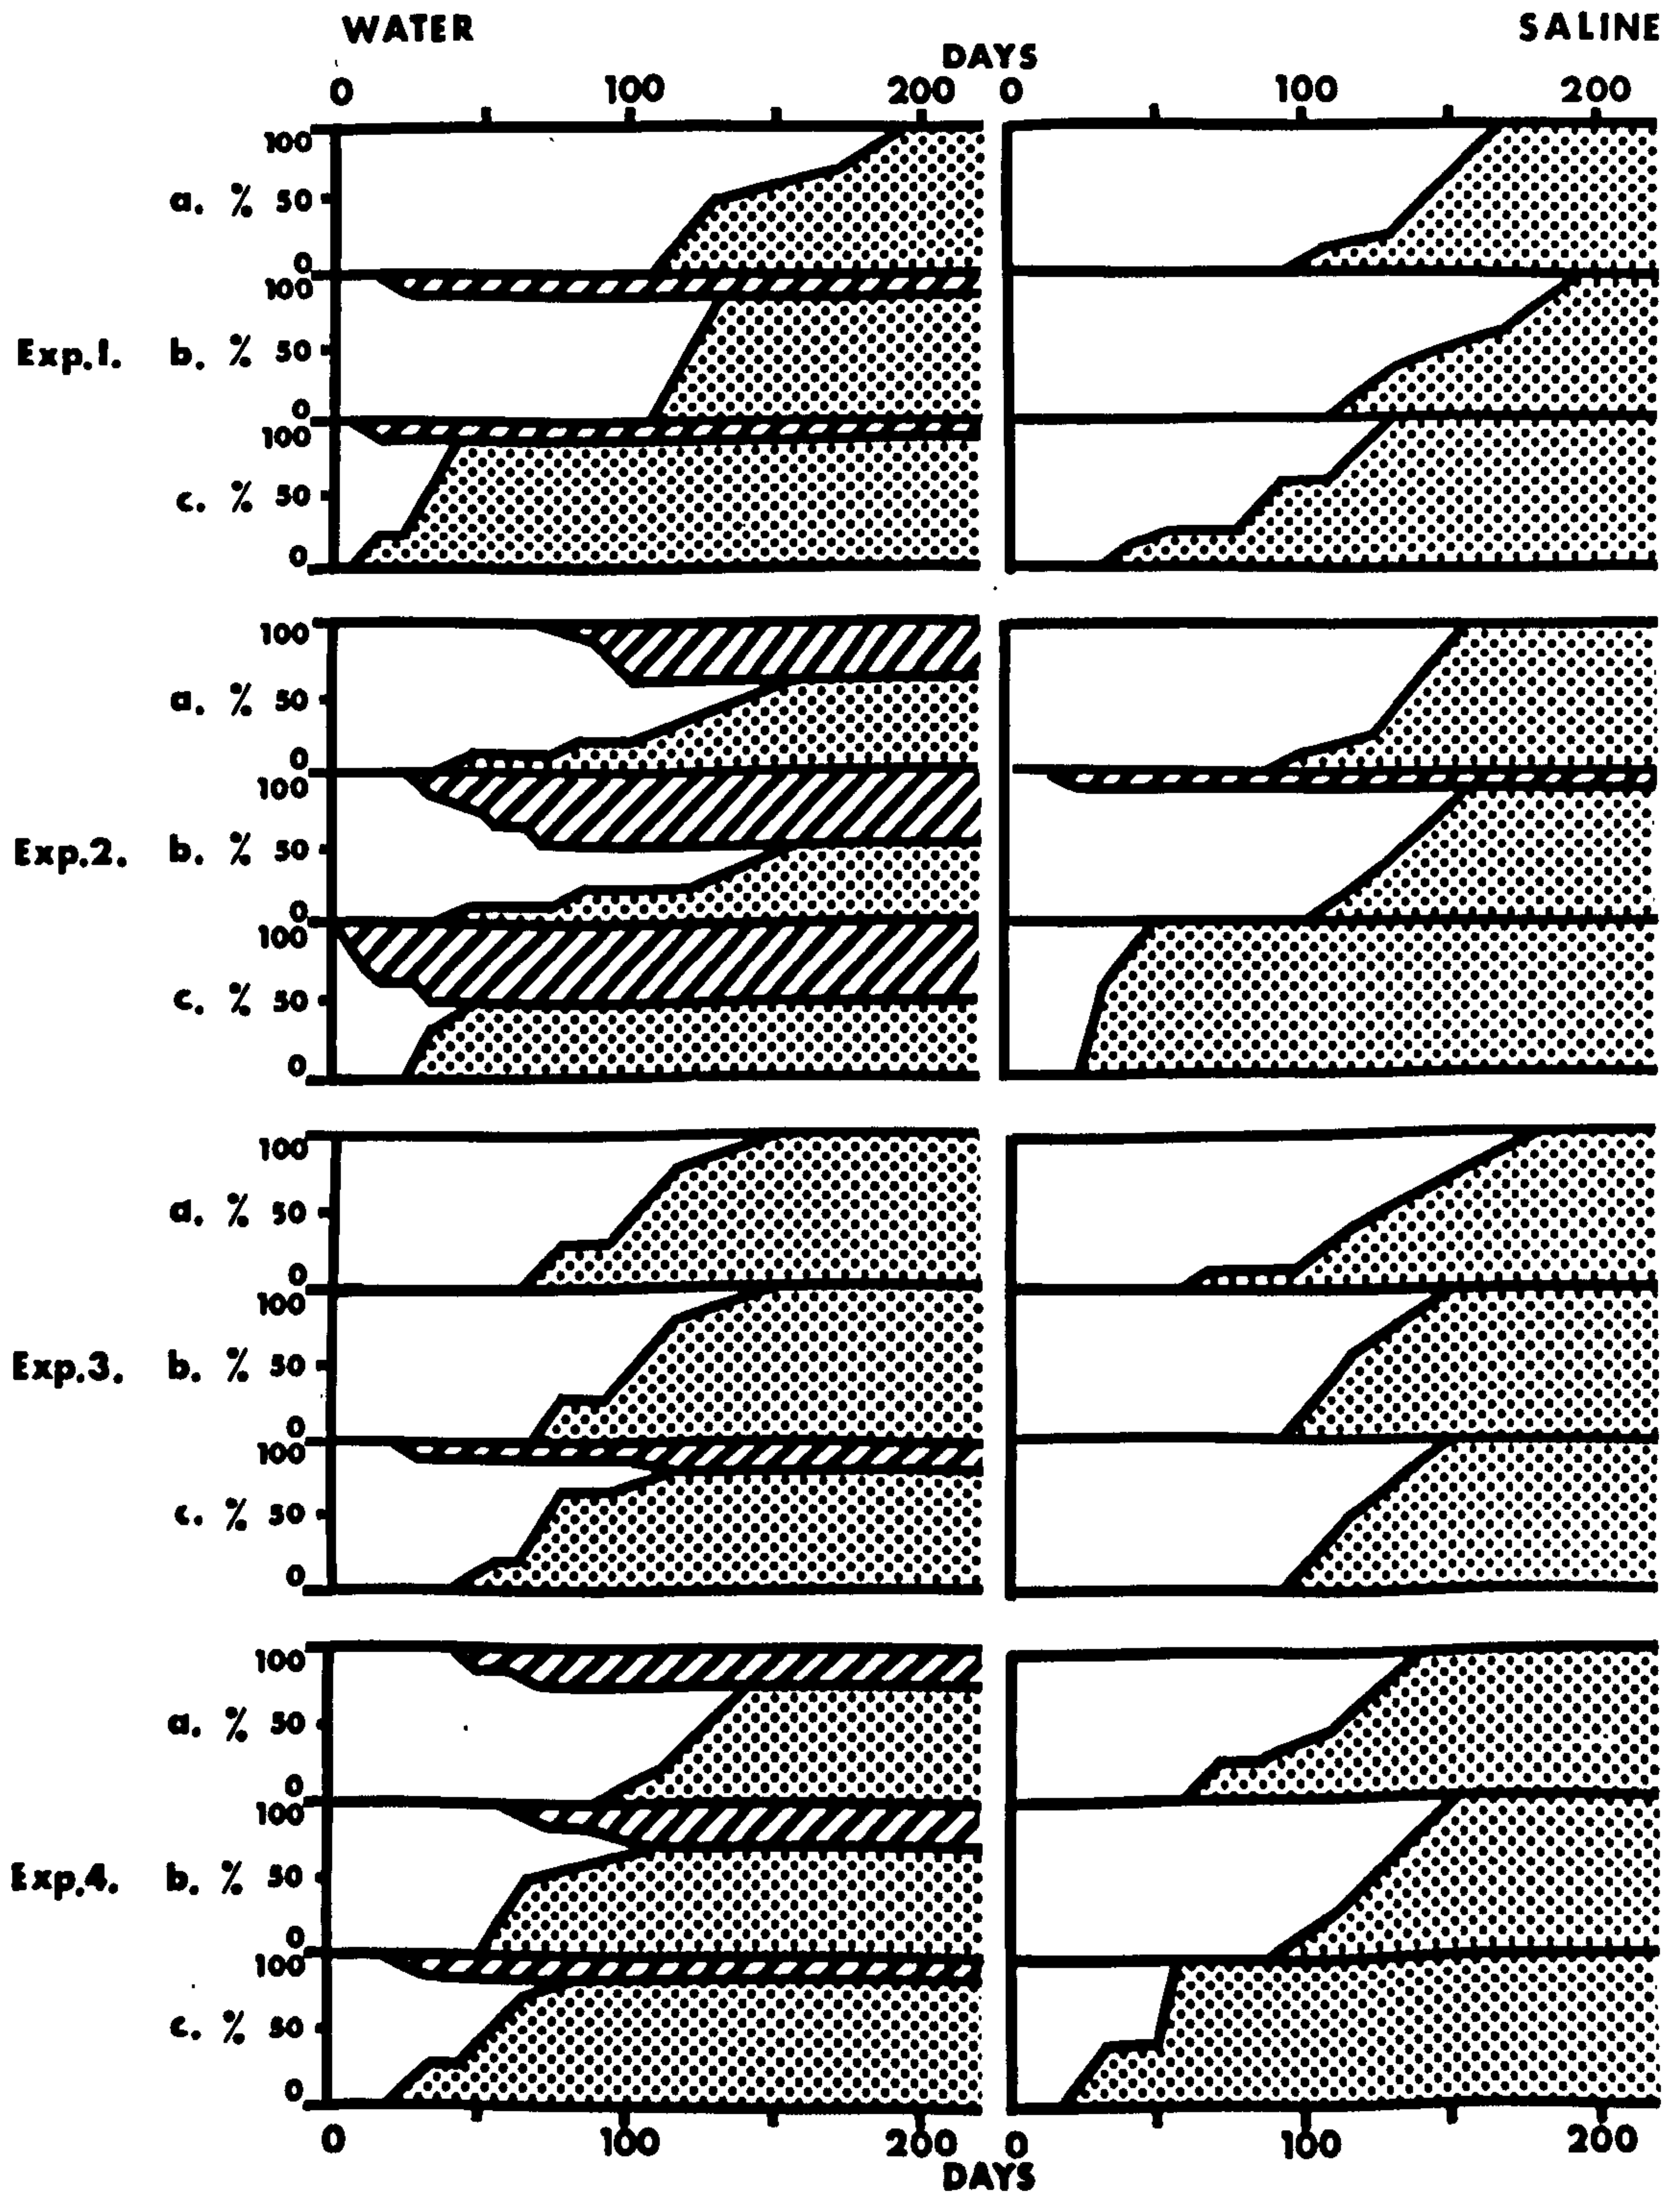 WATER SALINE
DAYS
0 100 200 0 100 200
100
a. % 50
0
100
Exp.1. b. % 50
0
100
c. % 50
0
100
a. % 50
0
100
Exp.2. b. % 50
0
100
c. % 50
0
100
a. % 50
0
100
Exp.3. b. % 50
0
100
c. % 50
0
100
a. % 50
0
100
Exp.4. b. % 50
0
100
c. % 50
0
0 100 200 0 100 200
DAYS